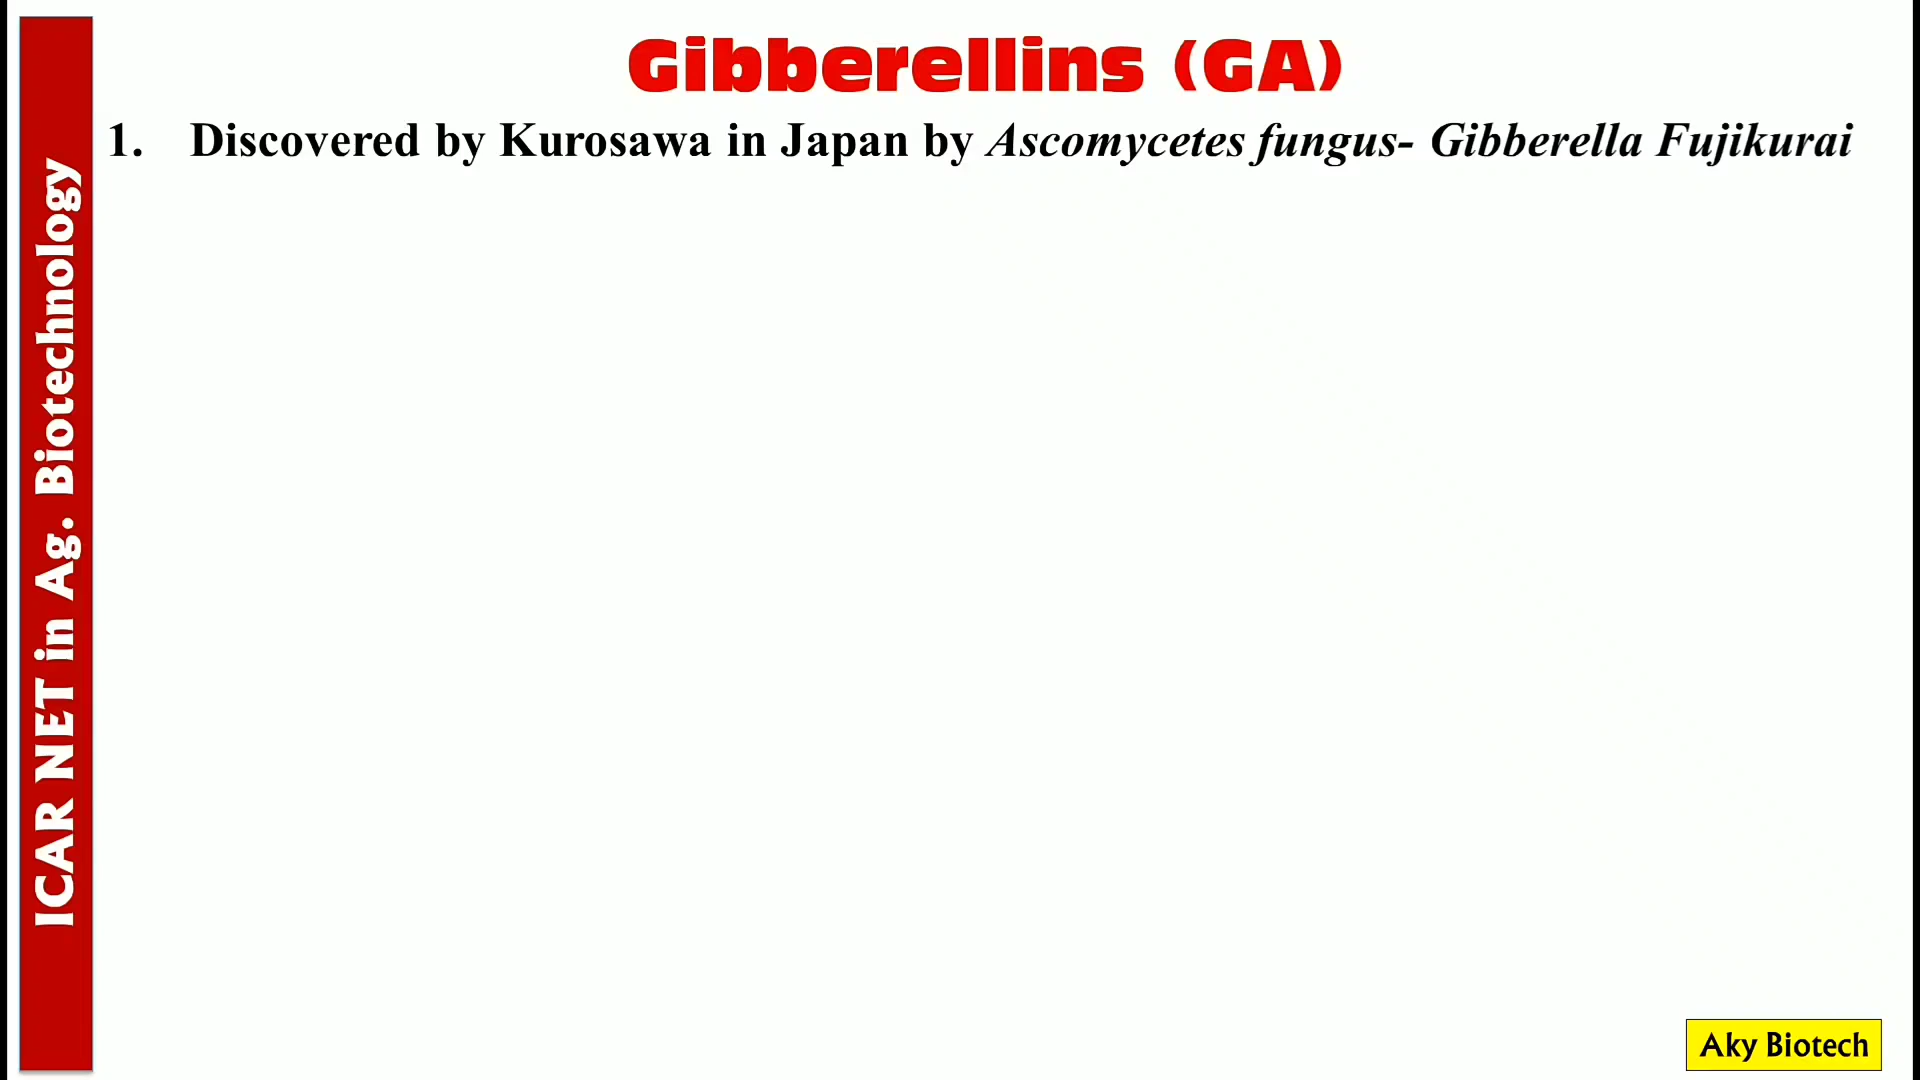 Gibberellins (GA)
1. Discovered by Kurosawa in Japan by Ascomycetes fungus- Gibberella Fujikurai
ICAR NET in Ag. Biotechnology
Aky Biotech